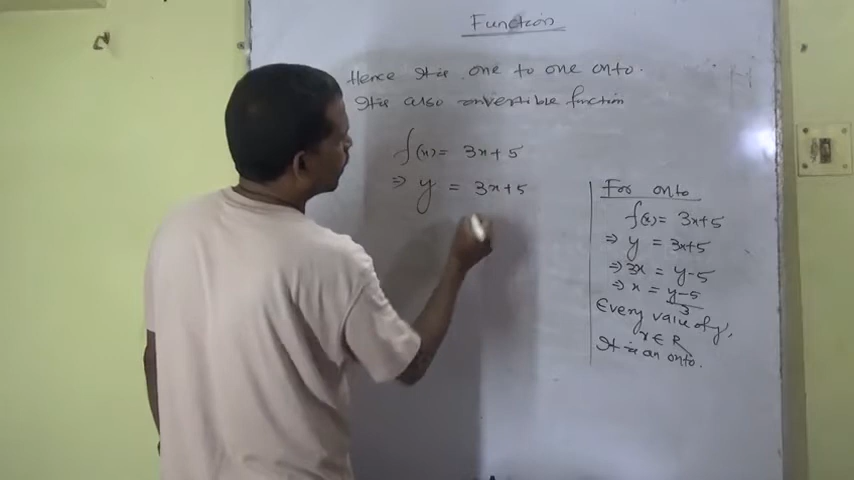 Function
Hence It is one to one onto.
It is also invertible function
f(x) = 3x+5
⇒ y = 3x+5
For onto
f(x) = 3x+5
⇒ y = 3x+5
⇒ 3x = y-5
⇒ x = y-5/3
Every value of y,
x ∈ R
It is an onto.